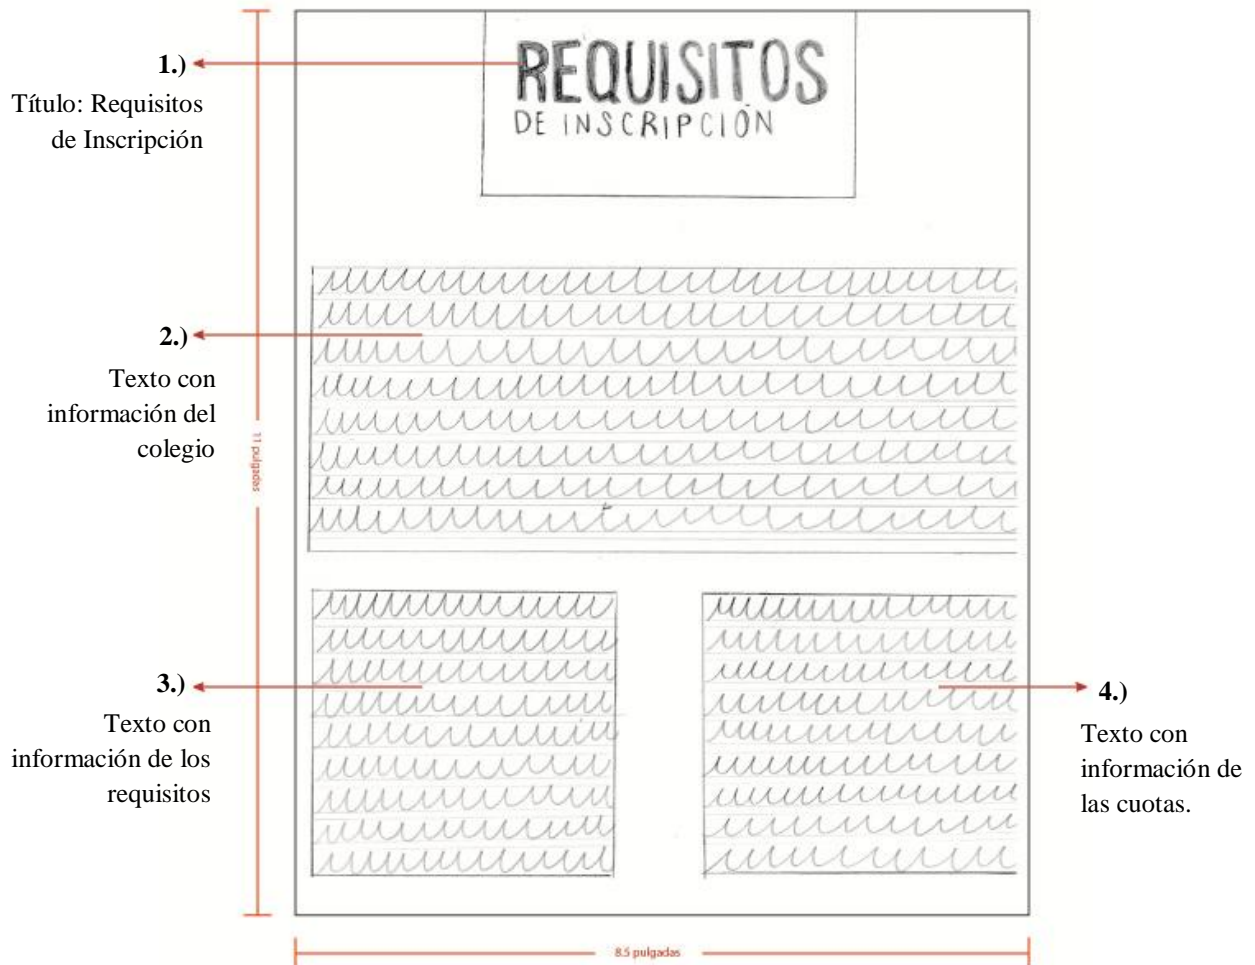 REQUISITOS
DE INSCRIPCIÓN
1.)
Título: Requisitos
de Inscripción
2.)
Texto con
información del
colegio
11 pulgadas
3.)
Texto con
información de los
requisitos
4.)
Texto con
información de
las cuotas.
8.5 pulgadas